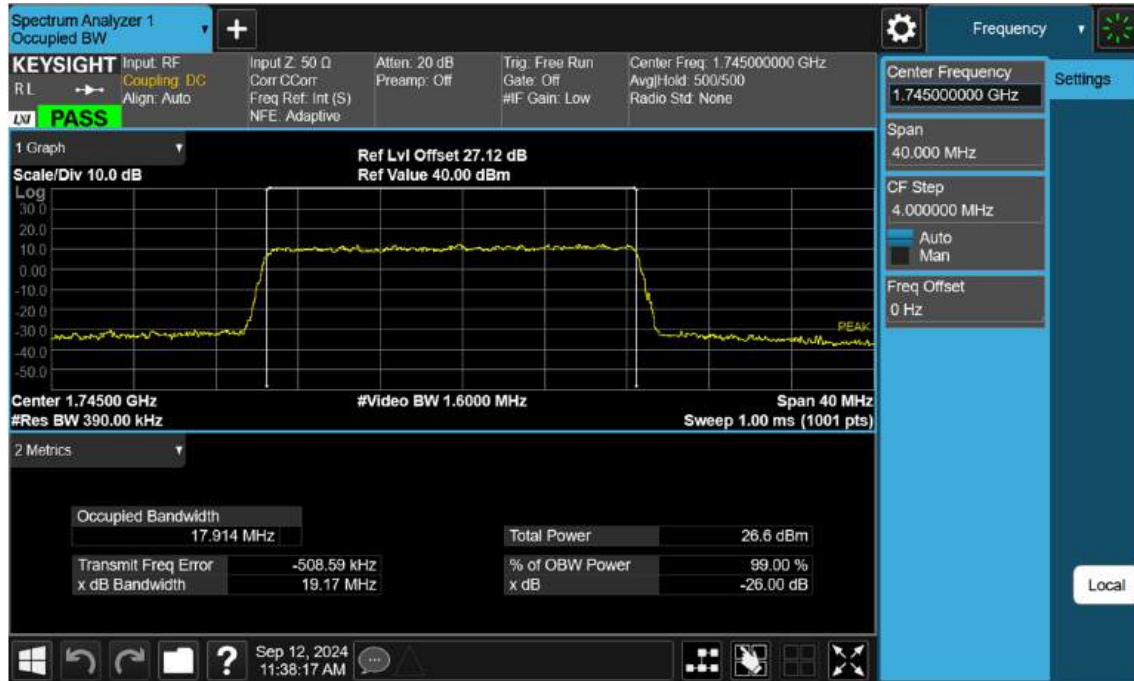 Spectrum Analyzer 1
Occupied BW
+
Frequency
KEYSIGHT
R L
LXI
PASS
Input: RF
Coupling: DC
Align: Auto
Input Z: 50 Ω
Corr CCorr
Freq Ref: Int (S)
NFE: Adaptive
Atten: 20 dB
Preamp: Off
Trig: Free Run
Gate: Off
#IF Gain: Low
Center Freq: 1.745000000 GHz
Avg|Hold: 500/500
Radio Std: None
1 Graph
Scale/Div 10.0 dB
Ref Lvl Offset 27.12 dB
Ref Value 40.00 dBm
Log
30.0
20.0
10.0
0.00
-10.0
-20.0
-30.0
-40.0
-50.0
PEAK
Center 1.74500 GHz
#Video BW 1.6000 MHz
Span 40 MHz
#Res BW 390.00 kHz
Sweep 1.00 ms (1001 pts)
2 Metrics
Occupied Bandwidth
17.914 MHz
Total Power 26.6 dBm
Transmit Freq Error -508.59 kHz
% of OBW Power 99.00 %
x dB Bandwidth 19.17 MHz
x dB -26.00 dB
?
Sep 12, 2024
11:38:17 AM
Center Frequency
1.745000000 GHz
Settings
Span
40.000 MHz
CF Step
4.000000 MHz
Auto
Man
Freq Offset
0 Hz
Local